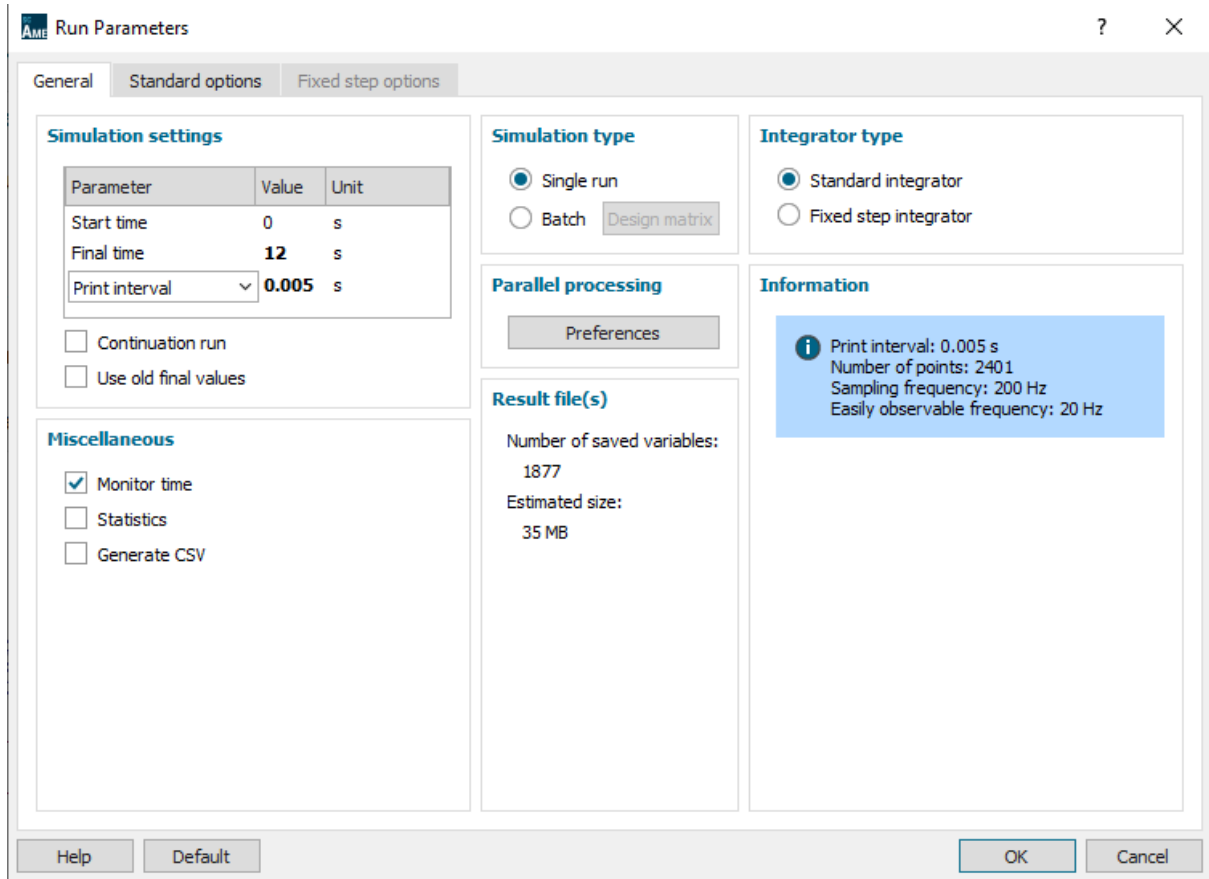 SC
AME Run Parameters ? ×
General Standard options Fixed step options
Simulation settings
Parameter Value Unit
Start time 0 s
Final time 12 s
Print interval 0.005 s
Continuation run
Use old final values
Miscellaneous
Monitor time
Statistics
Generate CSV
Simulation type
Single run
Batch Design matrix
Parallel processing
Preferences
Result file(s)
Number of saved variables:
1877
Estimated size:
35 MB
Integrator type
Standard integrator
Fixed step integrator
Information
Print interval: 0.005 s
Number of points: 2401
Sampling frequency: 200 Hz
Easily observable frequency: 20 Hz
Help Default OK Cancel